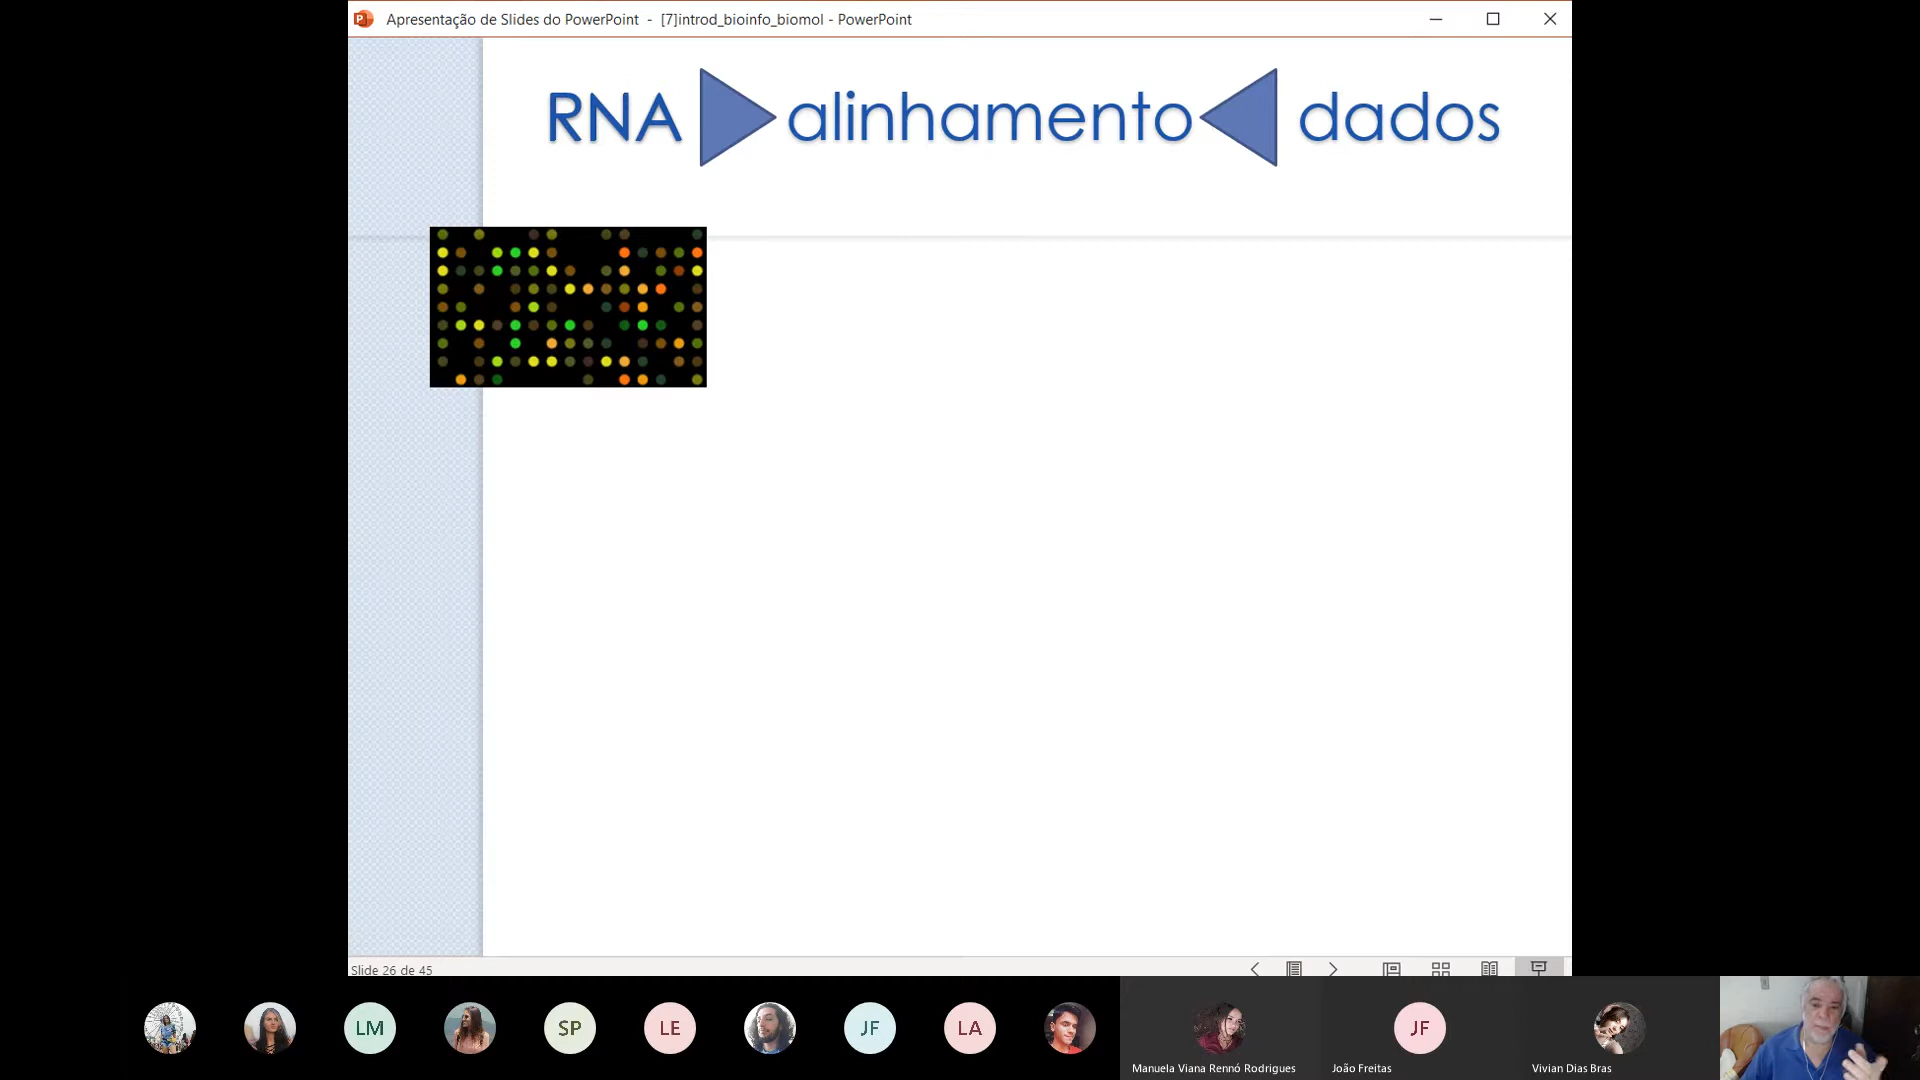 Apresentação de Slides do PowerPoint - [7]introd_bioinfo_biomol - PowerPoint
RNA alinhamento dados
Slide 26 de 45
LM SP LE JF LA JF
Manuela Viana Rennó Rodrigues João Freitas Vivian Dias Bras